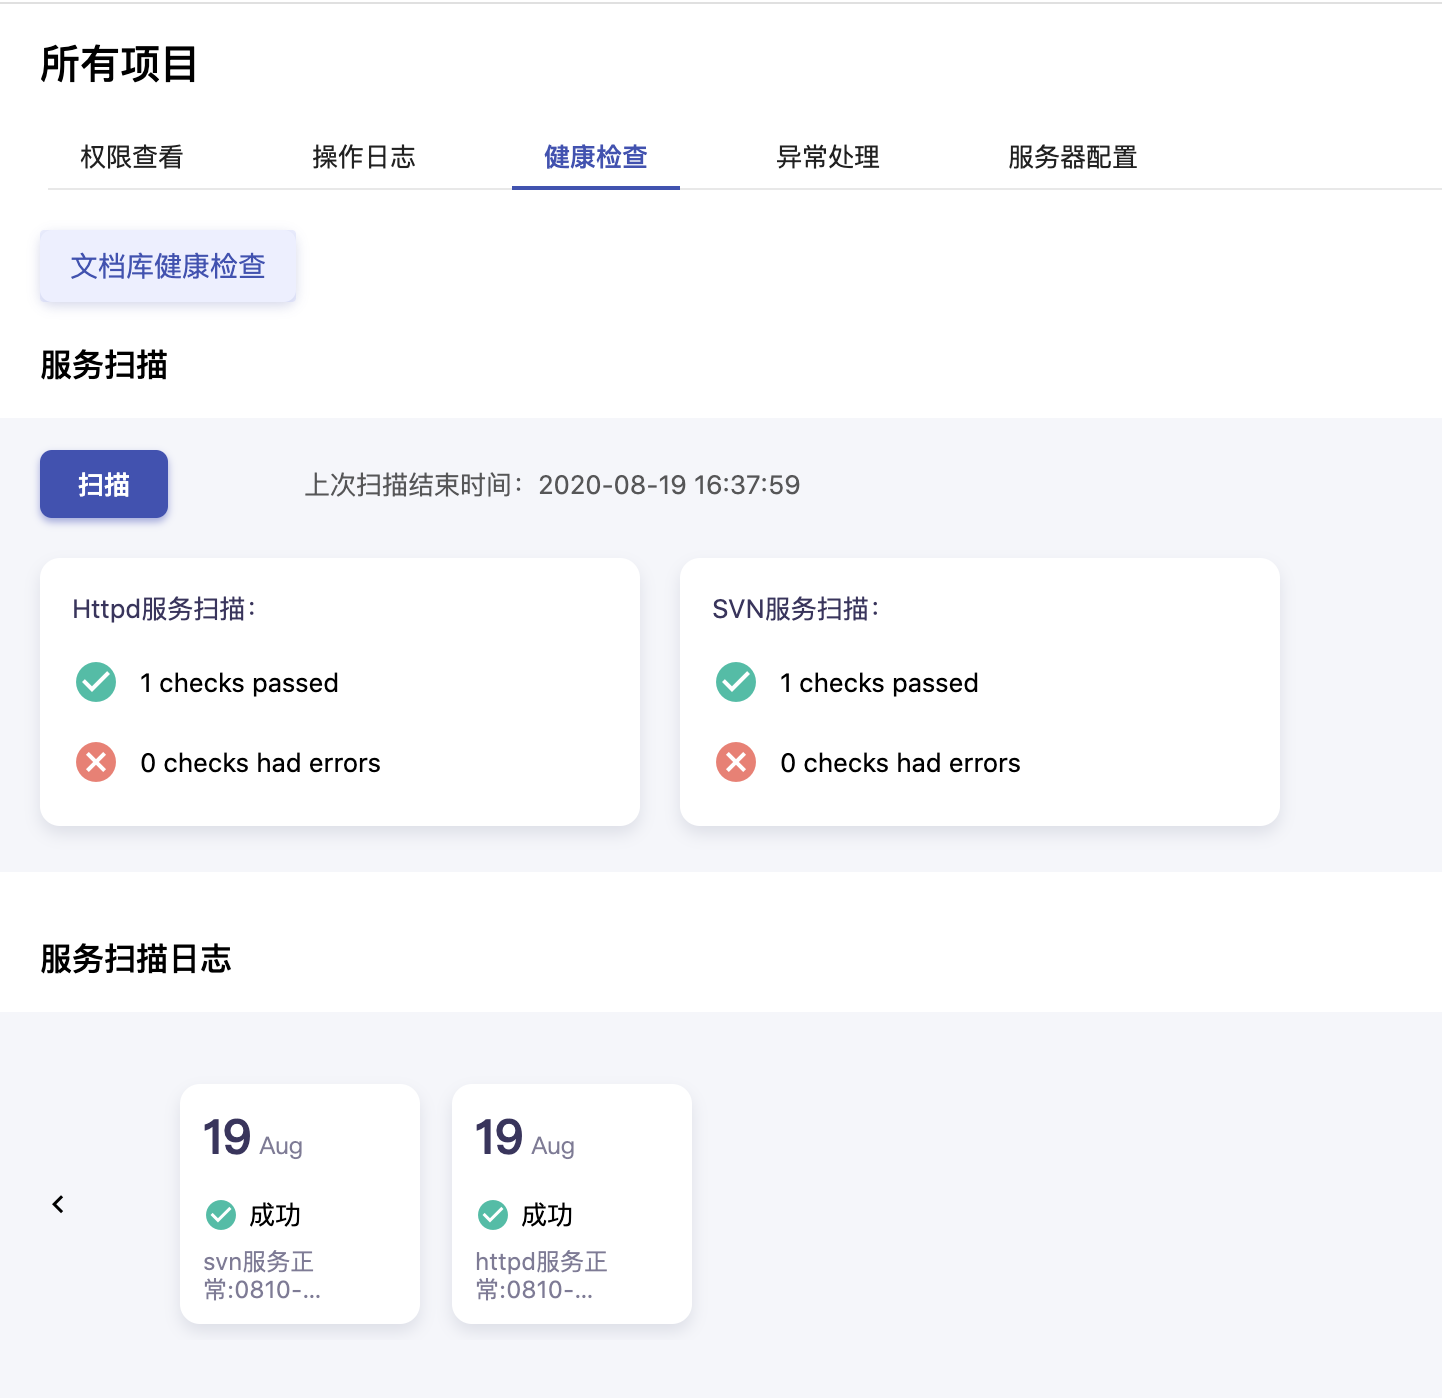 所有项目
权限查看 操作日志 健康检查 异常处理 服务器配置
文档库健康检查
服务扫描
扫描 上次扫描结束时间：2020-08-19 16:37:59
Httpd服务扫描：
1 checks passed
0 checks had errors
SVN服务扫描：
1 checks passed
0 checks had errors
服务扫描日志
19 Aug
成功
svn服务正
常:0810-...
19 Aug
成功
httpd服务正
常:0810-...